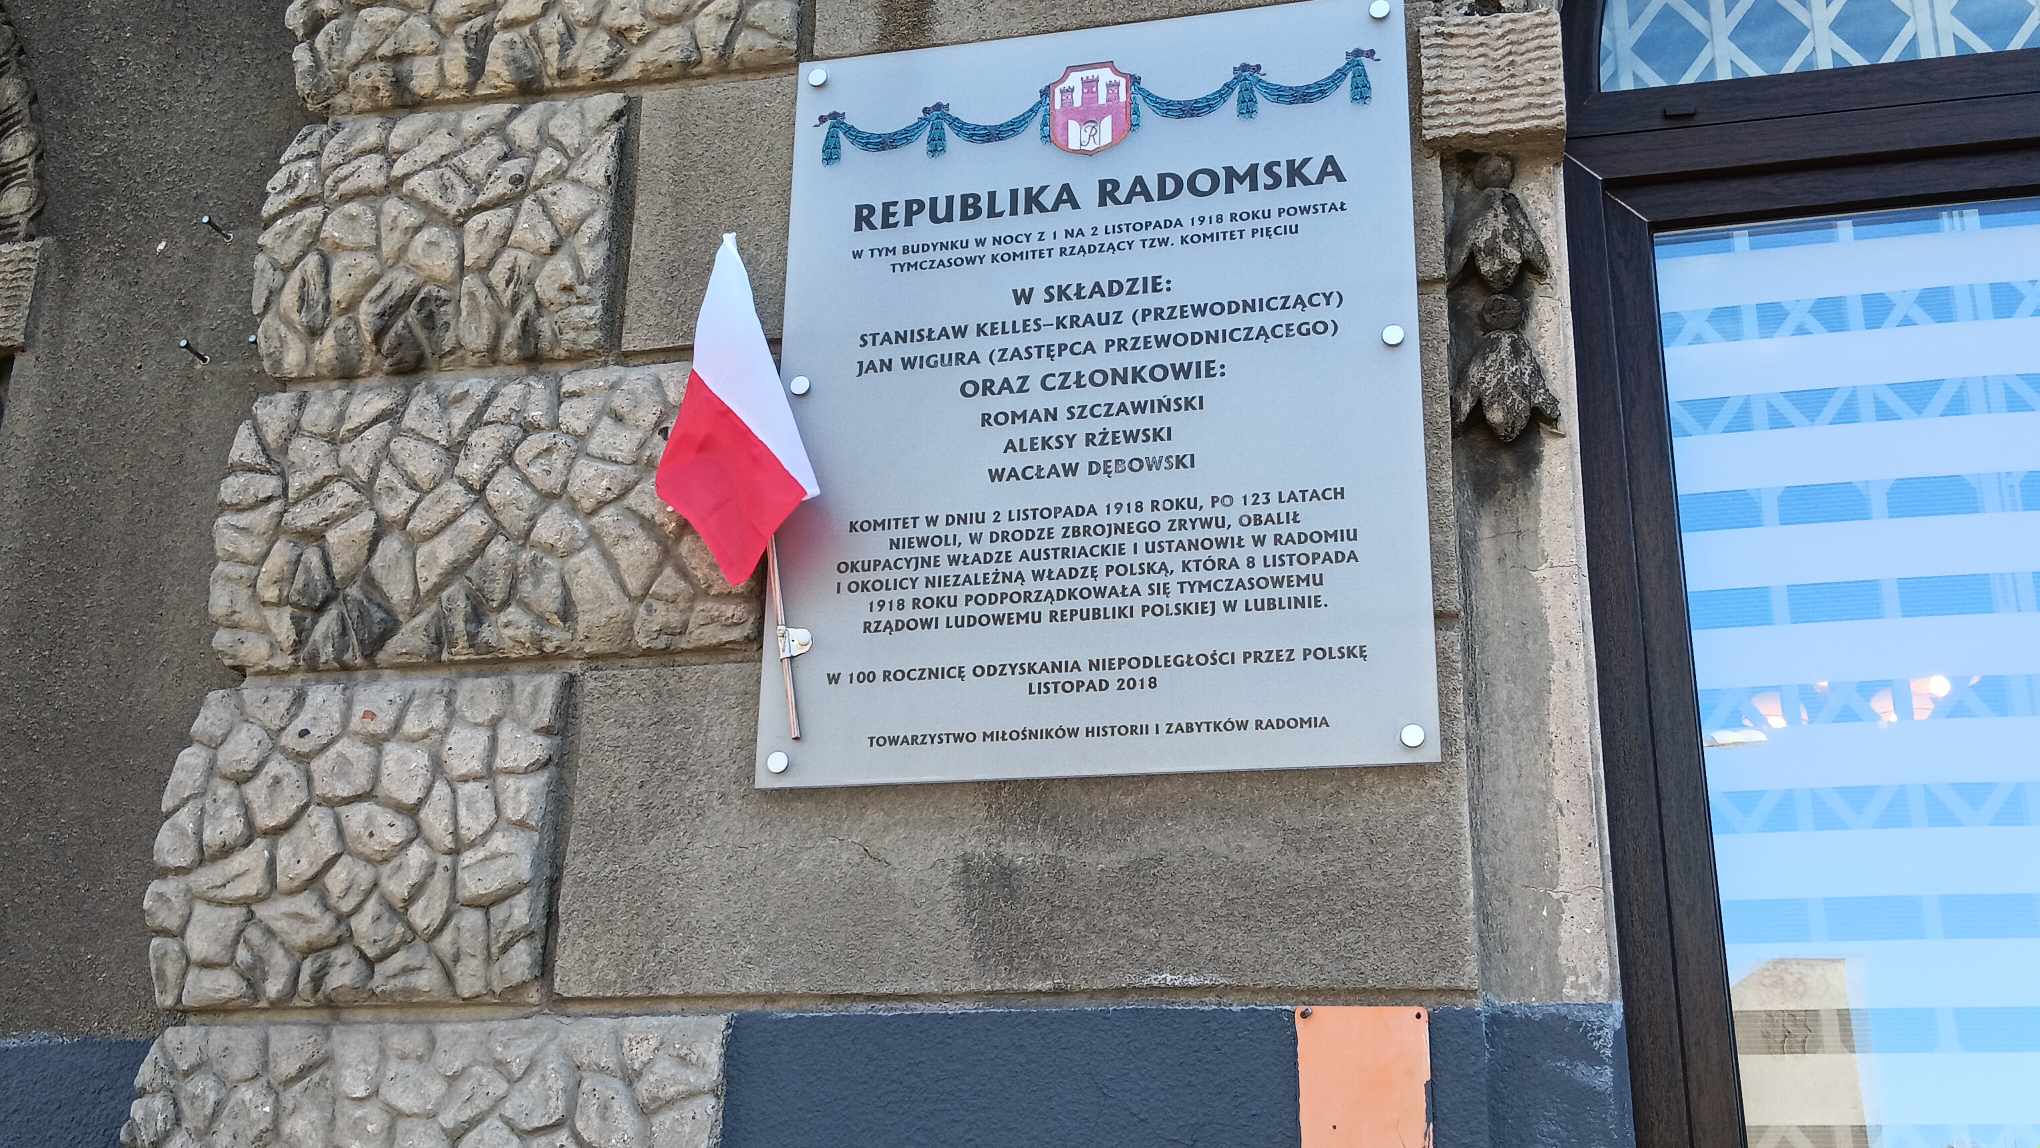 R
REPUBLIKA RADOMSKA
W TYM BUDYNKU W NOCY Z 1 NA 2 LISTOPADA 1918 ROKU POWSTAŁ
TYMCZASOWY KOMITET RZĄDZĄCY TZW. KOMITET PIĘCIU
W SKŁADZIE:
STANISŁAW KELLES–KRAUZ (PRZEWODNICZĄCY)
JAN WIGURA (ZASTĘPCA PRZEWODNICZĄCEGO)
ORAZ CZŁONKOWIE:
ROMAN SZCZAWIŃSKI
ALEKSY RŻEWSKI
WACŁAW DĘBOWSKI
KOMITET W DNIU 2 LISTOPADA 1918 ROKU, PO 123 LATACH
NIEWOLI, W DRODZE ZBROJNEGO ZRYWU, OBALIŁ
OKUPACYJNE WŁADZE AUSTRIACKIE I USTANOWIŁ W RADOMIU
I OKOLICY NIEZALEŻNĄ WŁADZĘ POLSKĄ, KTÓRA 8 LISTOPADA
1918 ROKU PODPORZĄDKOWAŁA SIĘ TYMCZASOWEMU
RZĄDOWI LUDOWEMU REPUBLIKI POLSKIEJ W LUBLINIE.
W 100 ROCZNICĘ ODZYSKANIA NIEPODLEGŁOŚCI PRZEZ POLSKĘ
LISTOPAD 2018
TOWARZYSTWO MIŁOŚNIKÓW HISTORII I ZABYTKÓW RADOMIA